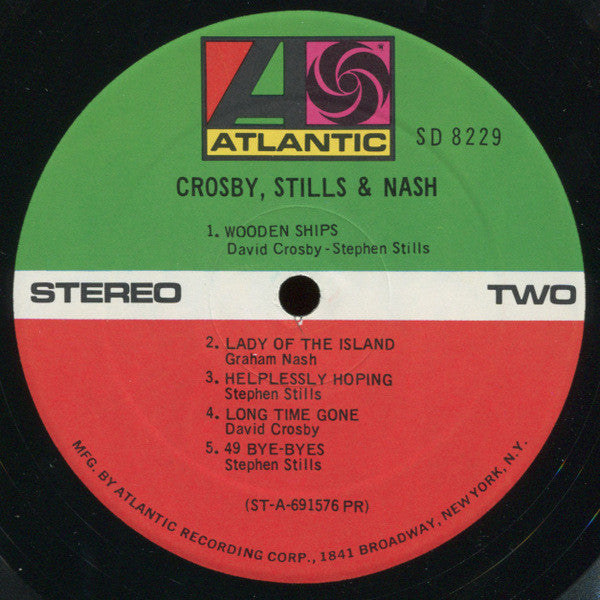 ATLANTIC
SD 8229
CROSBY, STILLS & NASH
1. WOODEN SHIPS
David Crosby-Stephen Stills
STEREO
TWO
2. LADY OF THE ISLAND
Graham Nash
3. HELPLESSLY HOPING
Stephen Stills
4. LONG TIME GONE
David Crosby
5. 49 BYE-BYES
Stephen Stills
(ST-A-691576 PR)
MFG. BY ATLANTIC RECORDING CORP., 1841 BROADWAY, NEW YORK, N.Y.